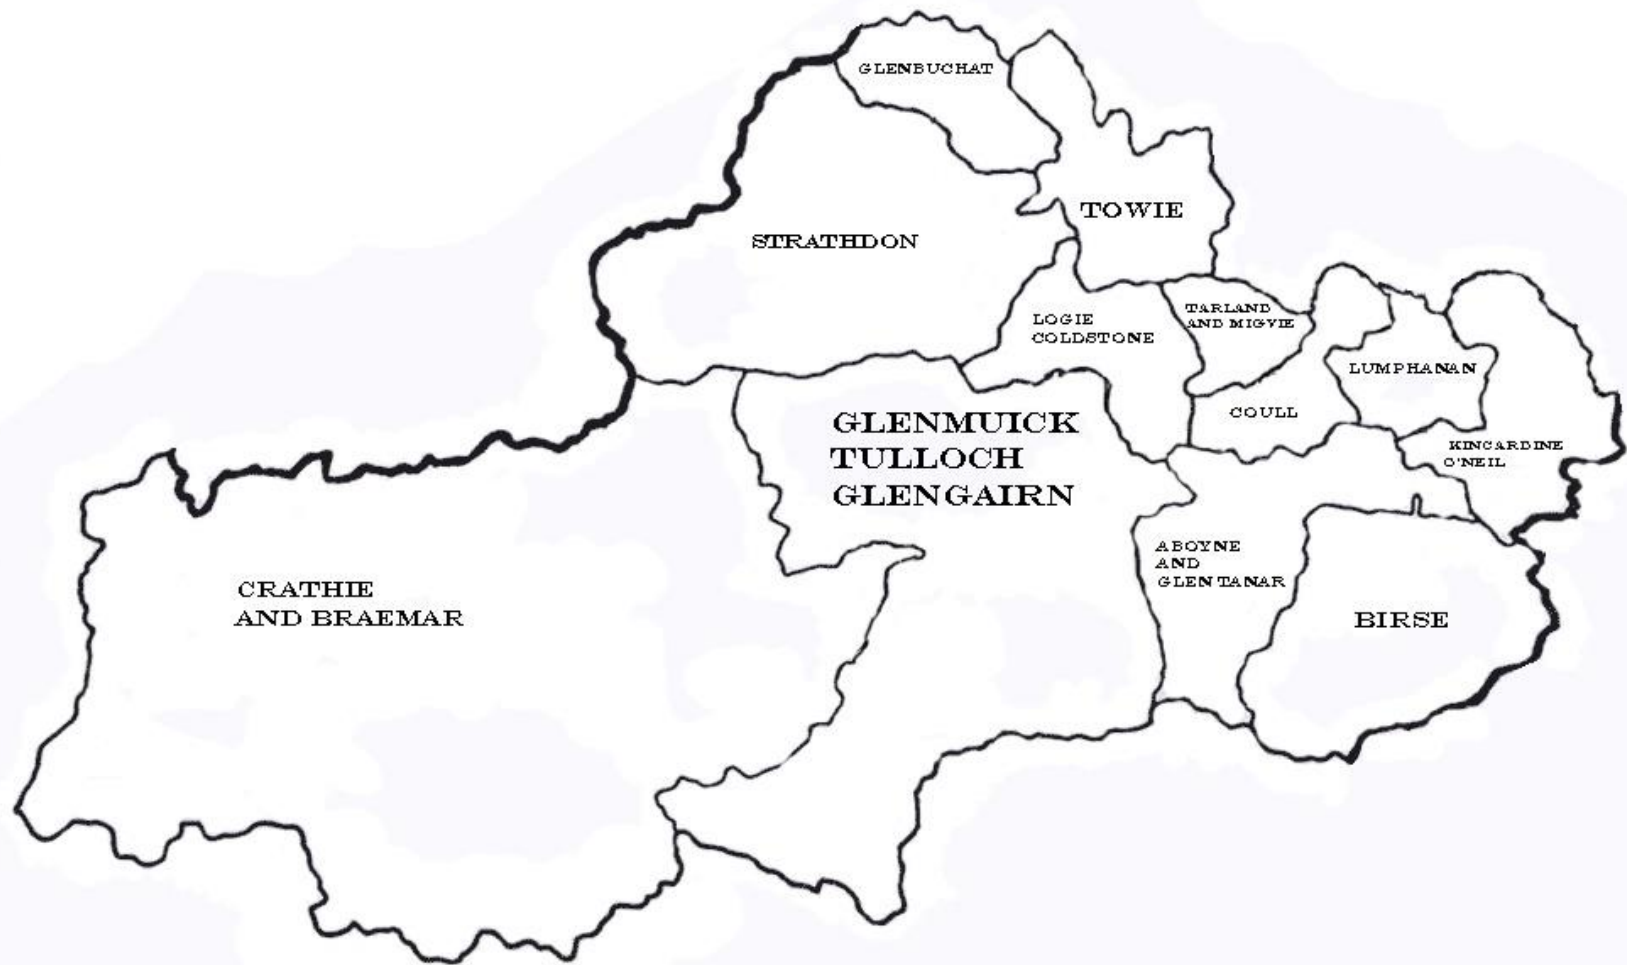 GLENBUCHAT
TOWIE
STRATHDON
TARLAND
AND MIGVIE
LOGIE
COLDSTONE
LUMPHANAN
COULL
GLENMUICK
TULLOCH
GLENGAIRN
KINCARDINE
O'NEIL
ABOYNE
AND
GLEN TANAR
CRATHIE
AND BRAEMAR
BIRSE